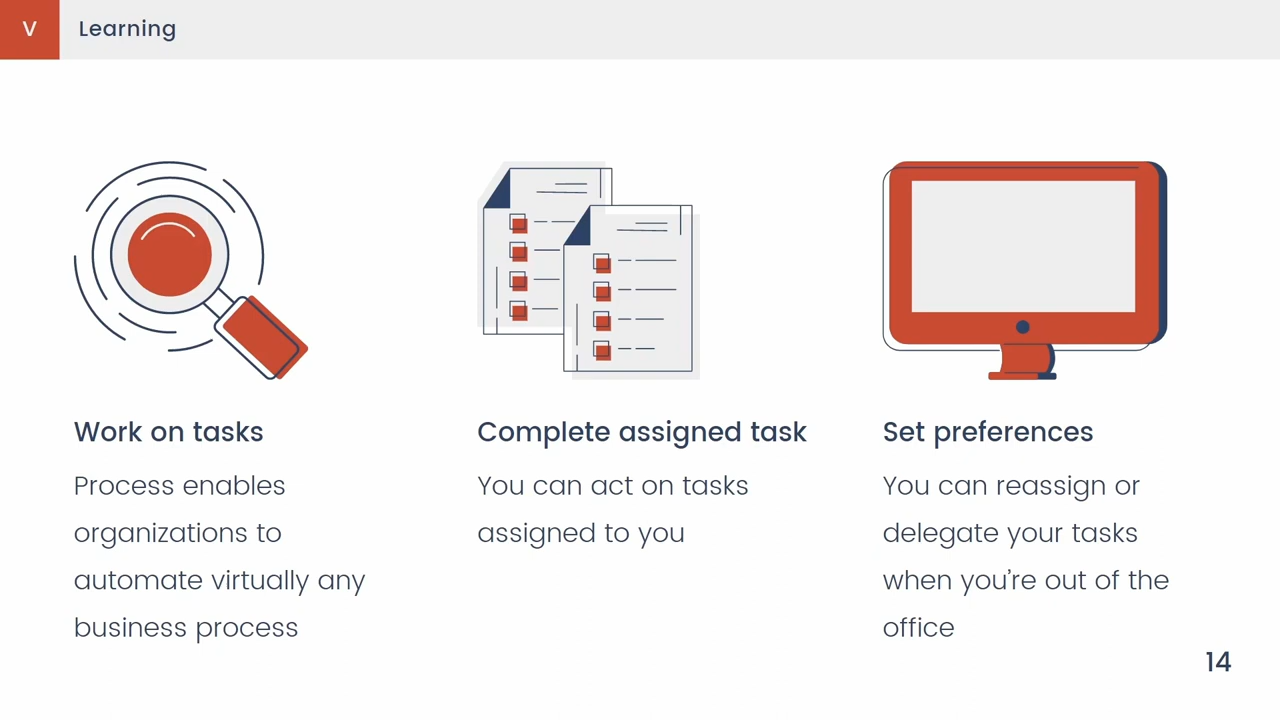 V
Learning
Work on tasks
Process enables
organizations to
automate virtually any
business process
Complete assigned task
You can act on tasks
assigned to you
Set preferences
You can reassign or
delegate your tasks
when you’re out of the
office
14